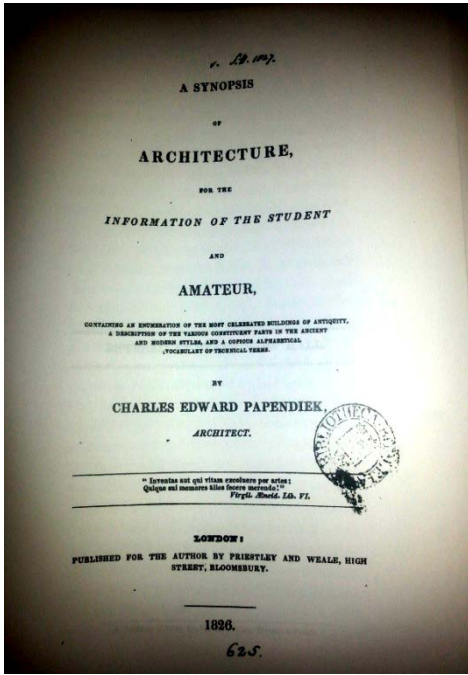 A SYNOPSIS
OF
ARCHITECTURE,
FOR THE
INFORMATION OF THE STUDENT
AND
AMATEUR,
CONTAINING AN ENUMERATION OF THE MOST CELEBRATED BUILDINGS OF ANTIQUITY,
A DESCRIPTION OF THE VARIOUS CONSTITUENT PARTS IN THE ANCIENT
AND MODERN STYLES, AND A COPIOUS ALPHABETICAL
VOCABULARY OF TECHNICAL TERMS.
BY
CHARLES EDWARD PAPENDIEK,
ARCHITECT.
BIBLIOTHECA
" Inventas aut qui vitam excoluere per artes;
Quique sui memores alios fecere merendo."
Virgil. Æneid. Lib. VI.
LONDON:
PUBLISHED FOR THE AUTHOR BY PRIESTLEY AND WEALE, HIGH
STREET, BLOOMSBURY.
1826.
625.